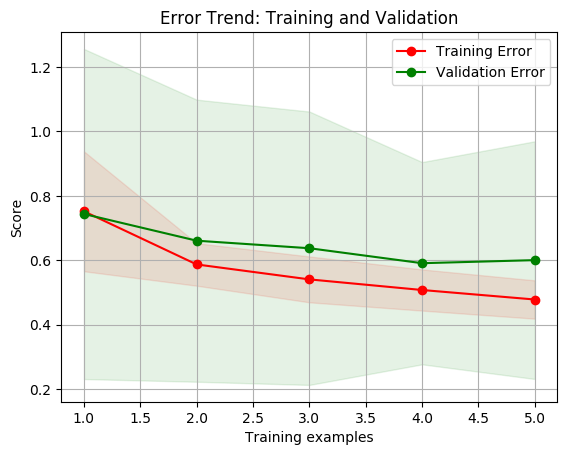 Error Trend: Training and Validation
Training Error
Validation Error
Score
1.2
1.0
0.8
0.6
0.4
0.2
1.0 1.5 2.0 2.5 3.0 3.5 4.0 4.5 5.0
Training examples